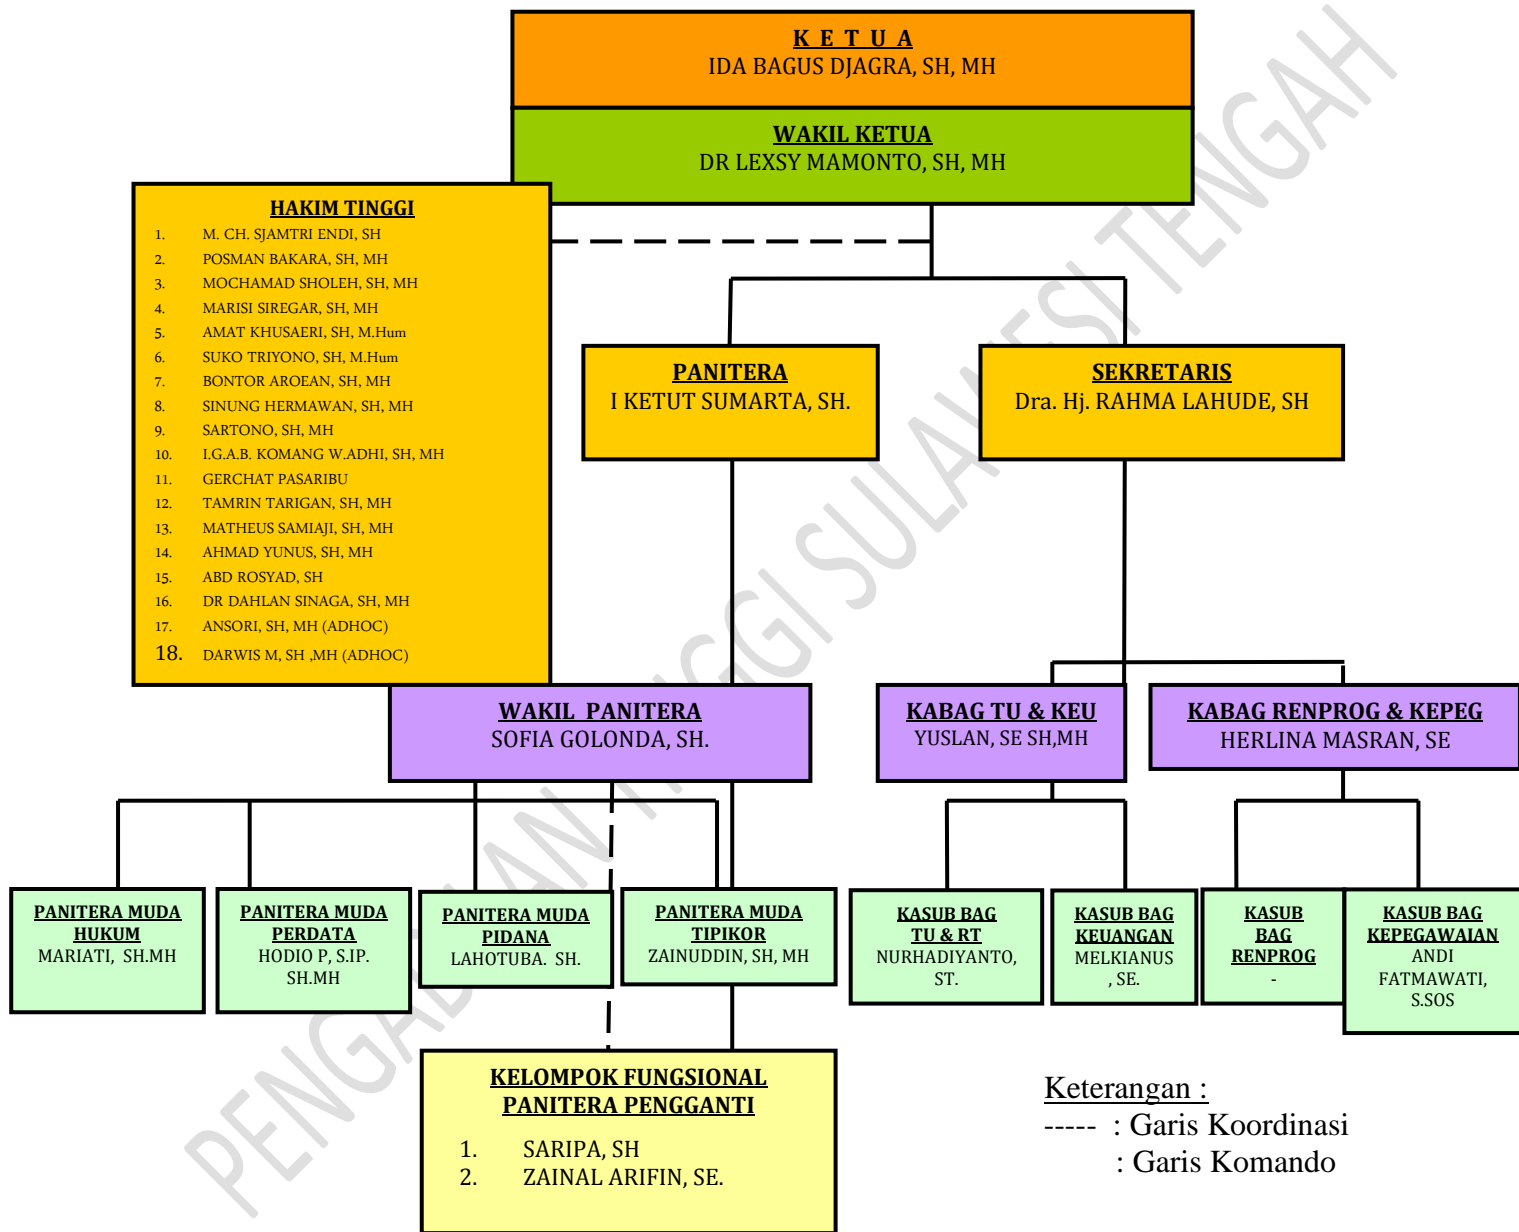 K E T U A
IDA BAGUS DJAGRA, SH, MH
WAKIL KETUA
DR LEXSY MAMONTO, SH, MH
HAKIM TINGGI
1. M. CH. SJAMTRI ENDI, SH
2. POSMAN BAKARA, SH, MH
3. MOCHAMAD SHOLEH, SH, MH
4. MARISI SIREGAR, SH, MH
5. AMAT KHUSAERI, SH, M.Hum
6. SUKO TRIYONO, SH, M.Hum
7. BONTOR AROEAN, SH, MH
8. SINUNG HERMAWAN, SH, MH
9. SARTONO, SH, MH
10. I.G.A.B. KOMANG W.ADHI, SH, MH
11. GERCHAT PASARIBU
12. TAMRIN TARIGAN, SH, MH
13. MATHEUS SAMIAJI, SH, MH
14. AHMAD YUNUS, SH, MH
15. ABD ROSYAD, SH
16. DR DAHLAN SINAGA, SH, MH
17. ANSORI, SH, MH (ADHOC)
18. DARWIS M, SH ,MH (ADHOC)
PANITERA
I KETUT SUMARTA, SH.
SEKRETARIS
Dra. Hj. RAHMA LAHUDE, SH
WAKIL PANITERA
SOFIA GOLONDA, SH.
KABAG TU & KEU
YUSLAN, SE SH,MH
KABAG RENPROG & KEPEG
HERLINA MASRAN, SE
PANITERA MUDA
HUKUM
MARIATI, SH.MH
PANITERA MUDA
PERDATA
HODIO P, S.IP.
SH.MH
PANITERA MUDA
PIDANA
LAHOTUBA. SH.
PANITERA MUDA
TIPIKOR
ZAINUDDIN, SH, MH
KASUB BAG
TU & RT
NURHADIYANTO,
ST.
KASUB BAG
KEUANGAN
MELKIANUS
, SE.
KASUB
BAG
RENPROG
-
KASUB BAG
KEPEGAWAIAN
ANDI
FATMAWATI,
S.SOS
KELOMPOK FUNGSIONAL
PANITERA PENGGANTI
1. SARIPA, SH
2. ZAINAL ARIFIN, SE.
Keterangan :
----- : Garis Koordinasi
: Garis Komando
PENGADILAN TINGGI SULAWESI TENGAH